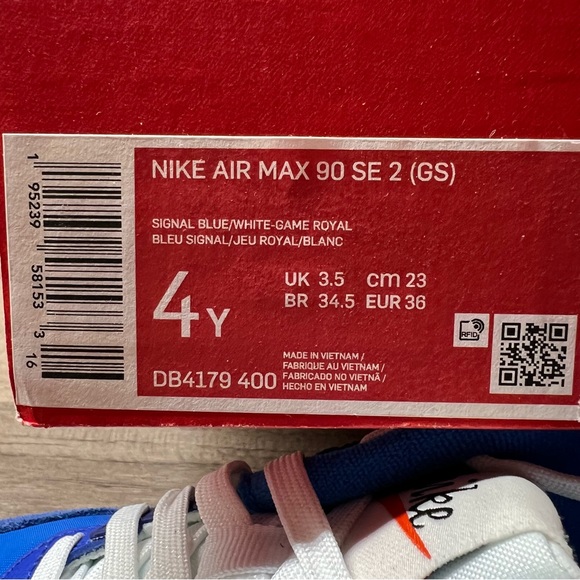 NIKE AIR MAX 90 SE 2 (GS)
SIGNAL BLUE/WHITE-GAME ROYAL
BLEU SIGNAL/JEU ROYAL/BLANC
4Y
UK 3.5 cm 23
BR 34.5 EUR 36
MADE IN VIETNAM /
FABRIQUE AU VIETNAM /
FABRICADO NO VIETNÃ /
HECHO EN VIETNAM
DB4179 400
RFID
1 95239 58153 3 16